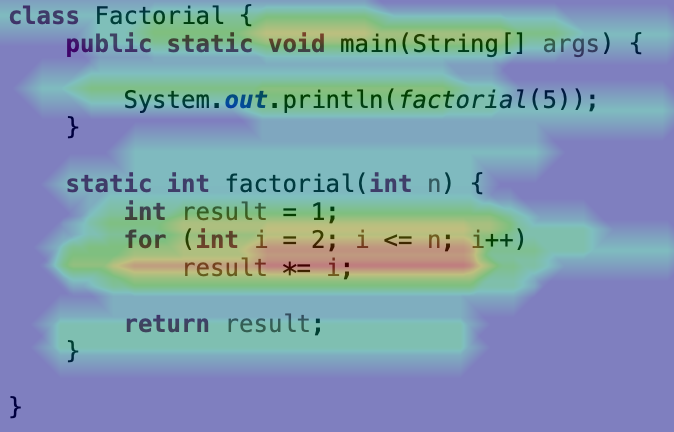 class Factorial {
    public static void main(String[] args) {
        System.out.println(factorial(5));
    }
    static int factorial(int n) {
        int result = 1;
        for (int i = 2; i <= n; i++)
            result *= i;
        return result;
    }
}